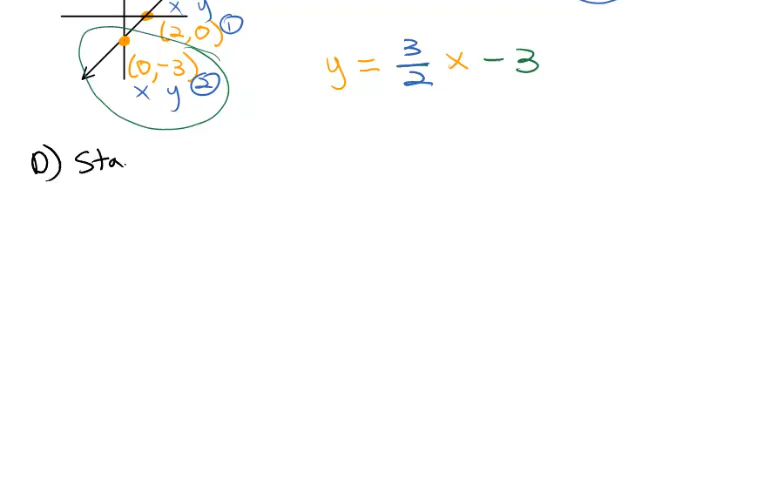 x y
(2,0) ①
(0,-3) ②
x y
y = 3/2 x - 3
D) Sta